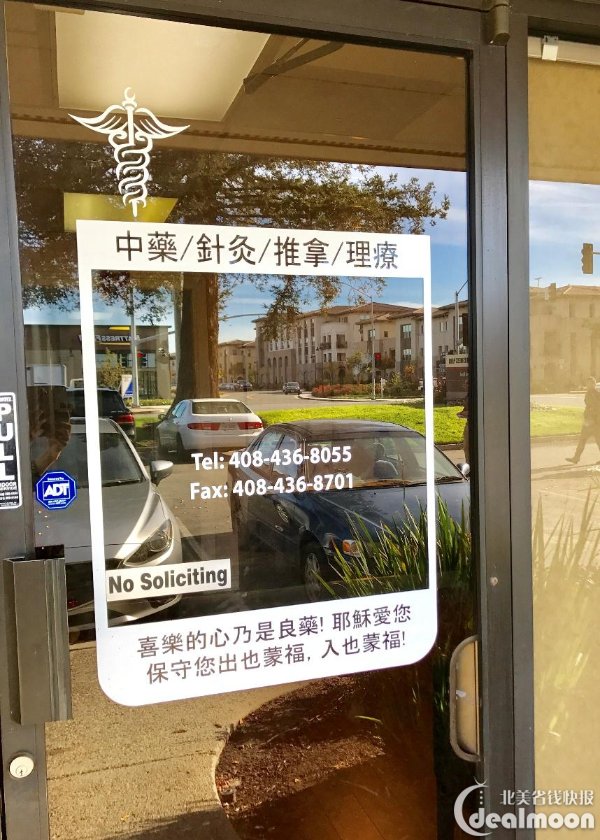 中藥/針灸/推拿/理療
PULL
ADT
Tel: 408-436-8055
Fax: 408-436-8701
No Soliciting
喜樂的心乃是良藥! 耶穌愛您
保守您出也蒙福, 入也蒙福!
北美省钱快报
dealmoon